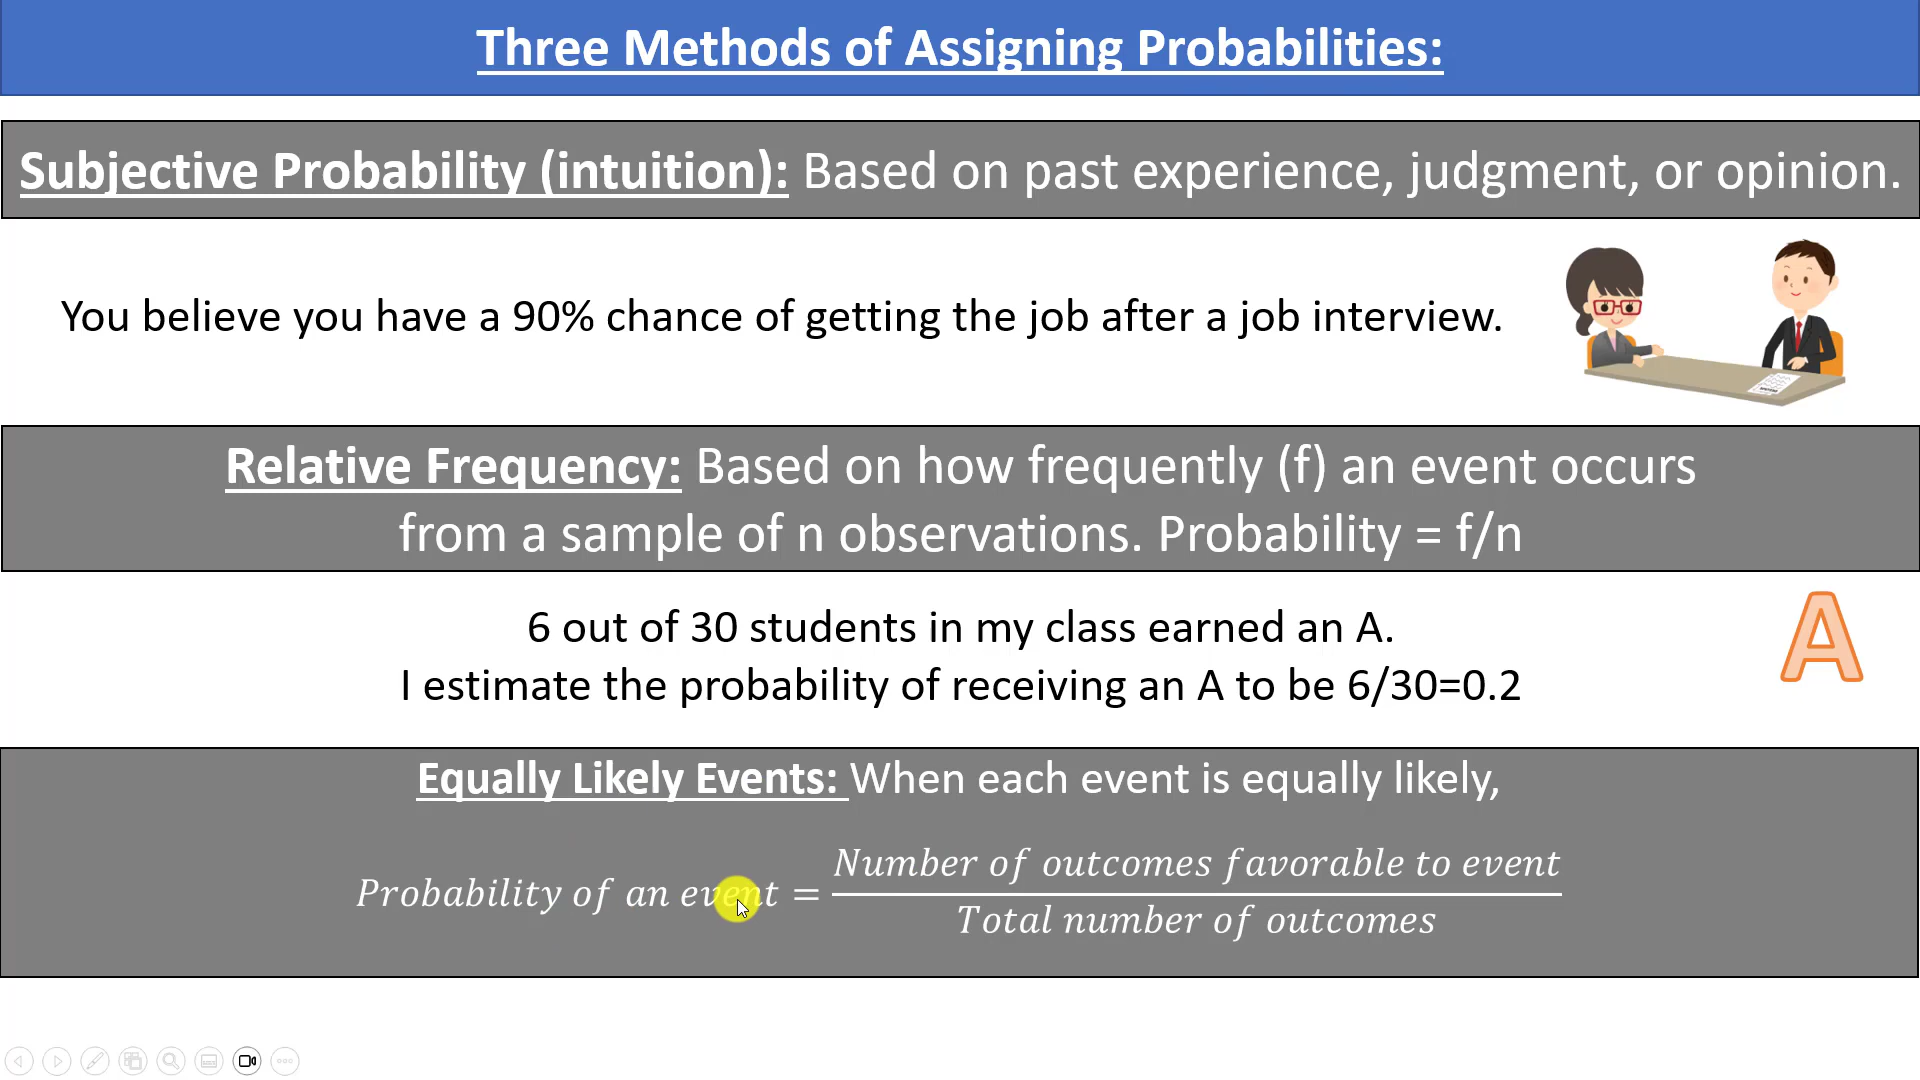 Three Methods of Assigning Probabilities:
Subjective Probability (intuition): Based on past experience, judgment, or opinion.
You believe you have a 90% chance of getting the job after a job interview.
Relative Frequency: Based on how frequently (f) an event occurs
from a sample of n observations. Probability = f/n
6 out of 30 students in my class earned an A.
I estimate the probability of receiving an A to be 6/30=0.2
A
Equally Likely Events: When each event is equally likely,
Probability of an event = Number of outcomes favorable to event
Total number of outcomes